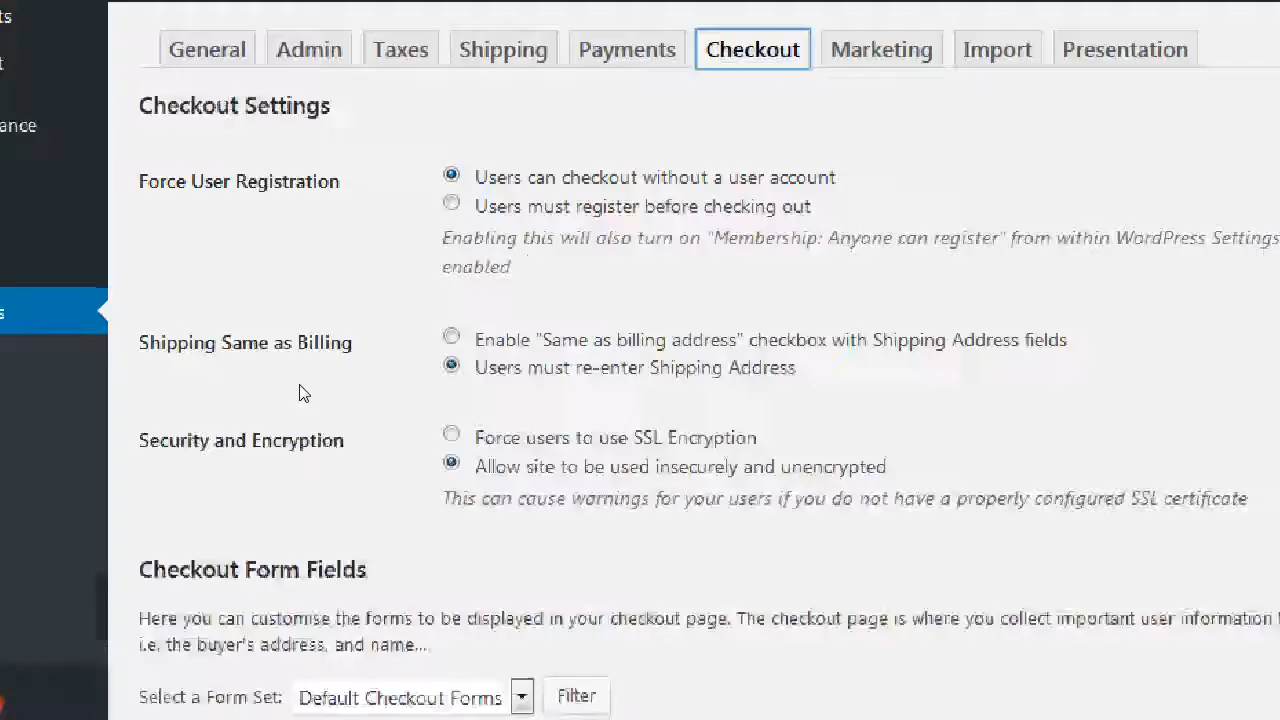 ts
t
ance
s
General Admin Taxes Shipping Payments Checkout Marketing Import Presentation
Checkout Settings
Force User Registration
Users can checkout without a user account
Users must register before checking out
Enabling this will also turn on "Membership: Anyone can register" from within WordPress Settings
enabled
Shipping Same as Billing
Enable "Same as billing address" checkbox with Shipping Address fields
Users must re-enter Shipping Address
Security and Encryption
Force users to use SSL Encryption
Allow site to be used insecurely and unencrypted
This can cause warnings for your users if you do not have a properly configured SSL certificate
Checkout Form Fields
Here you can customise the forms to be displayed in your checkout page. The checkout page is where you collect important user information
i.e. the buyer's address, and name...
Select a Form Set: Default Checkout Forms Filter